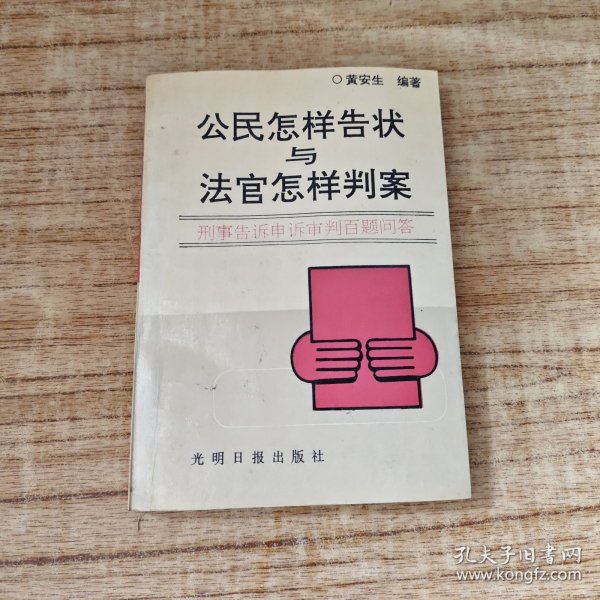 ○黄安生 编著
公民怎样告状
与
法官怎样判案
刑事告诉申诉审判百题问答
光明日报出版社
孔夫子旧书网
www.kongfz.com